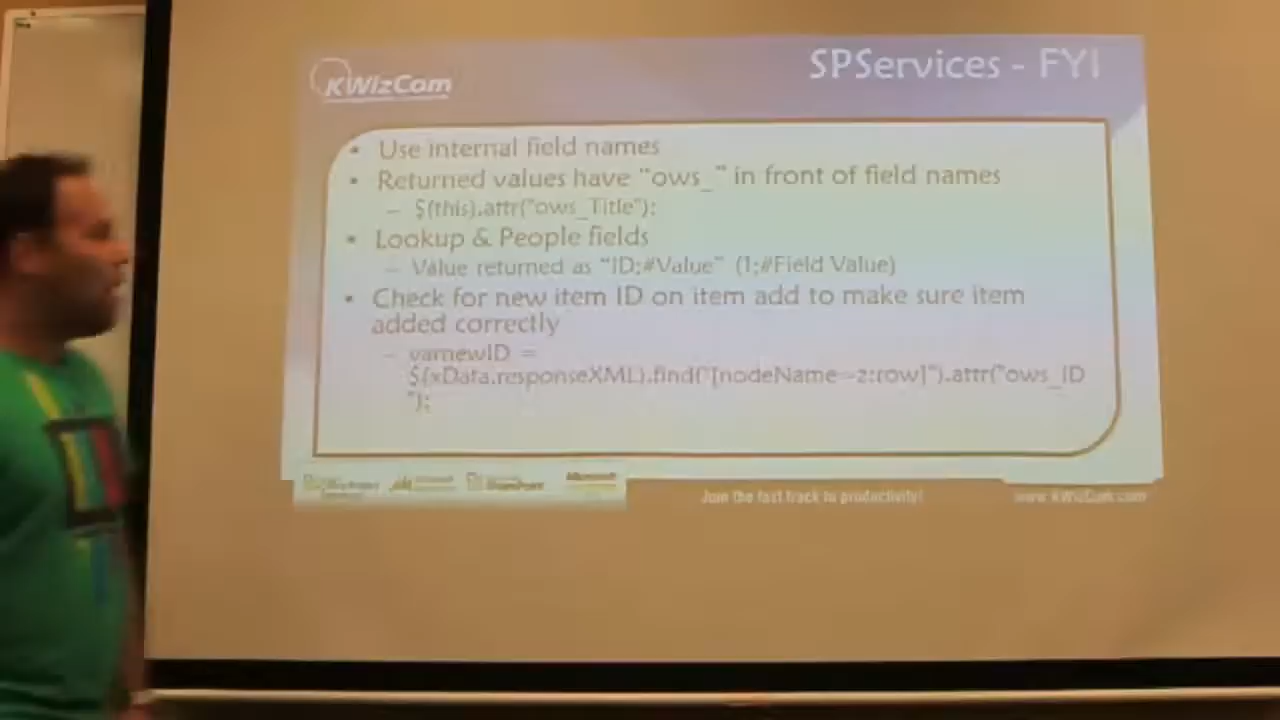 KWizCom
SPServices - FYI
• Use internal field names
• Returned values have "ows_" in front of field names
– $(this).attr("ows_Title");
• Lookup & People fields
– Value returned as "ID;#Value" (1;#Field Value)
• Check for new item ID on item add to make sure item
added correctly
– varnewID =
$(xData.responseXML).find("[nodeName=z:row]").attr("ows_ID
");
SharePoint
Microsoft
Join the fast track to productivity!
www.KWizCom.com